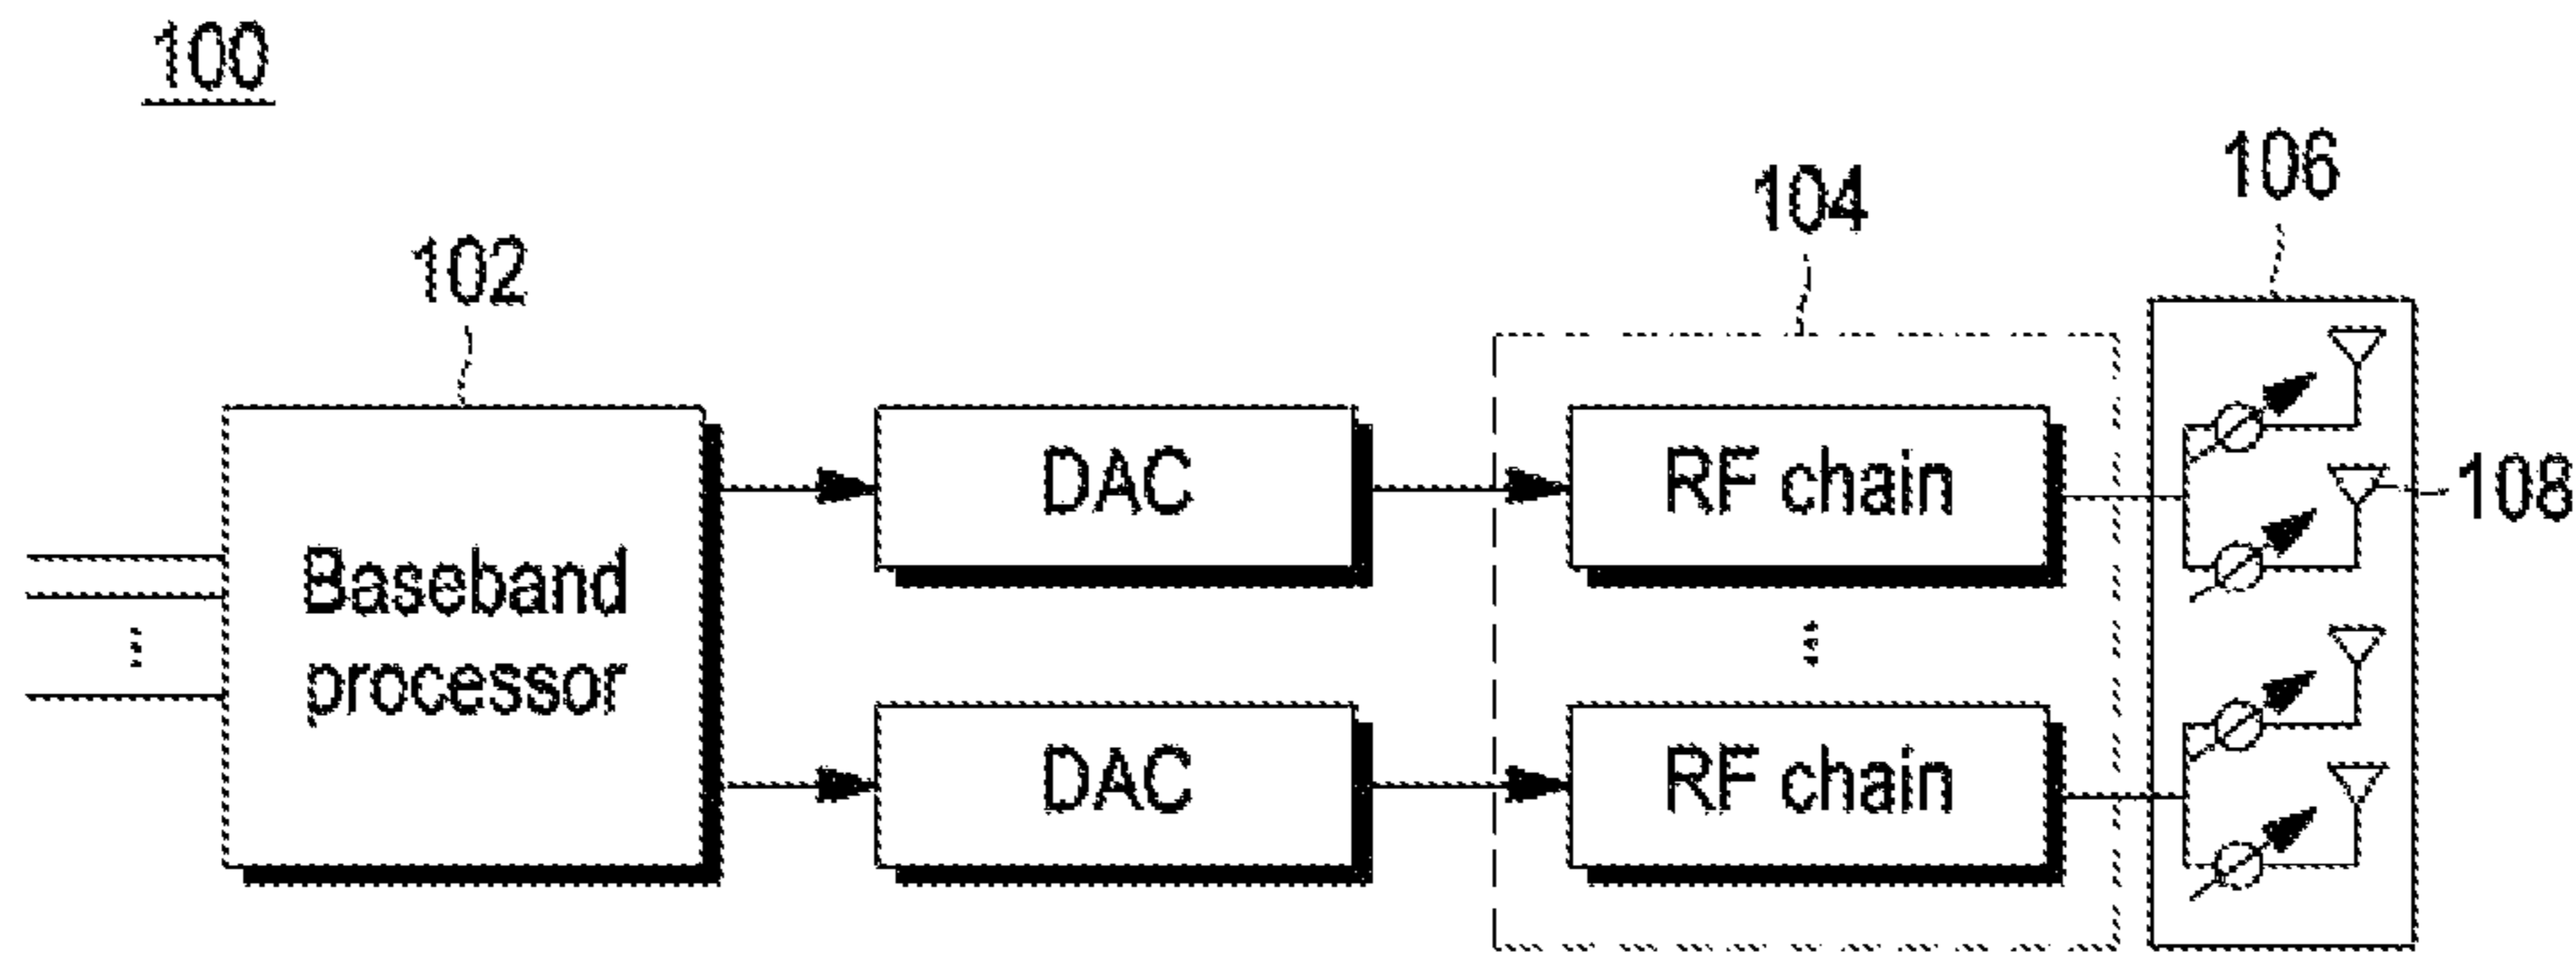 100
106
104
102
DAC
RF chain
108
Baseband
processor
...
...
DAC
RF chain